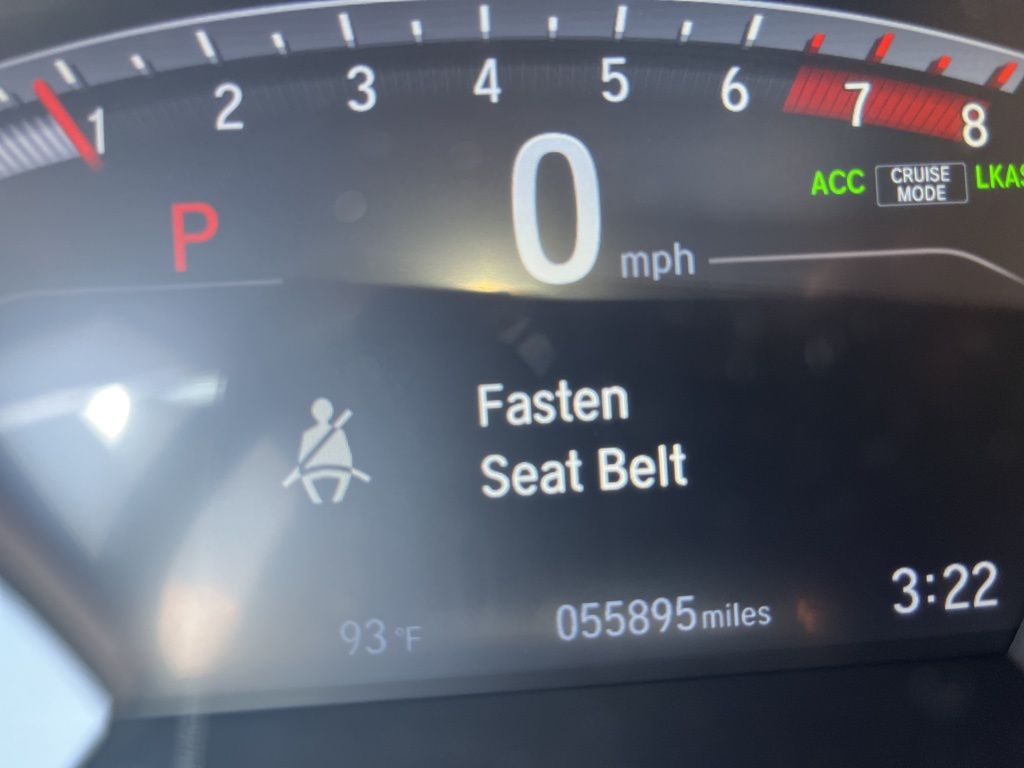 1 2 3 4 5 6 7 8
0 mph
P
ACC CRUISE MODE LKAS
Fasten
Seat Belt
93 °F 055895 miles 3:22